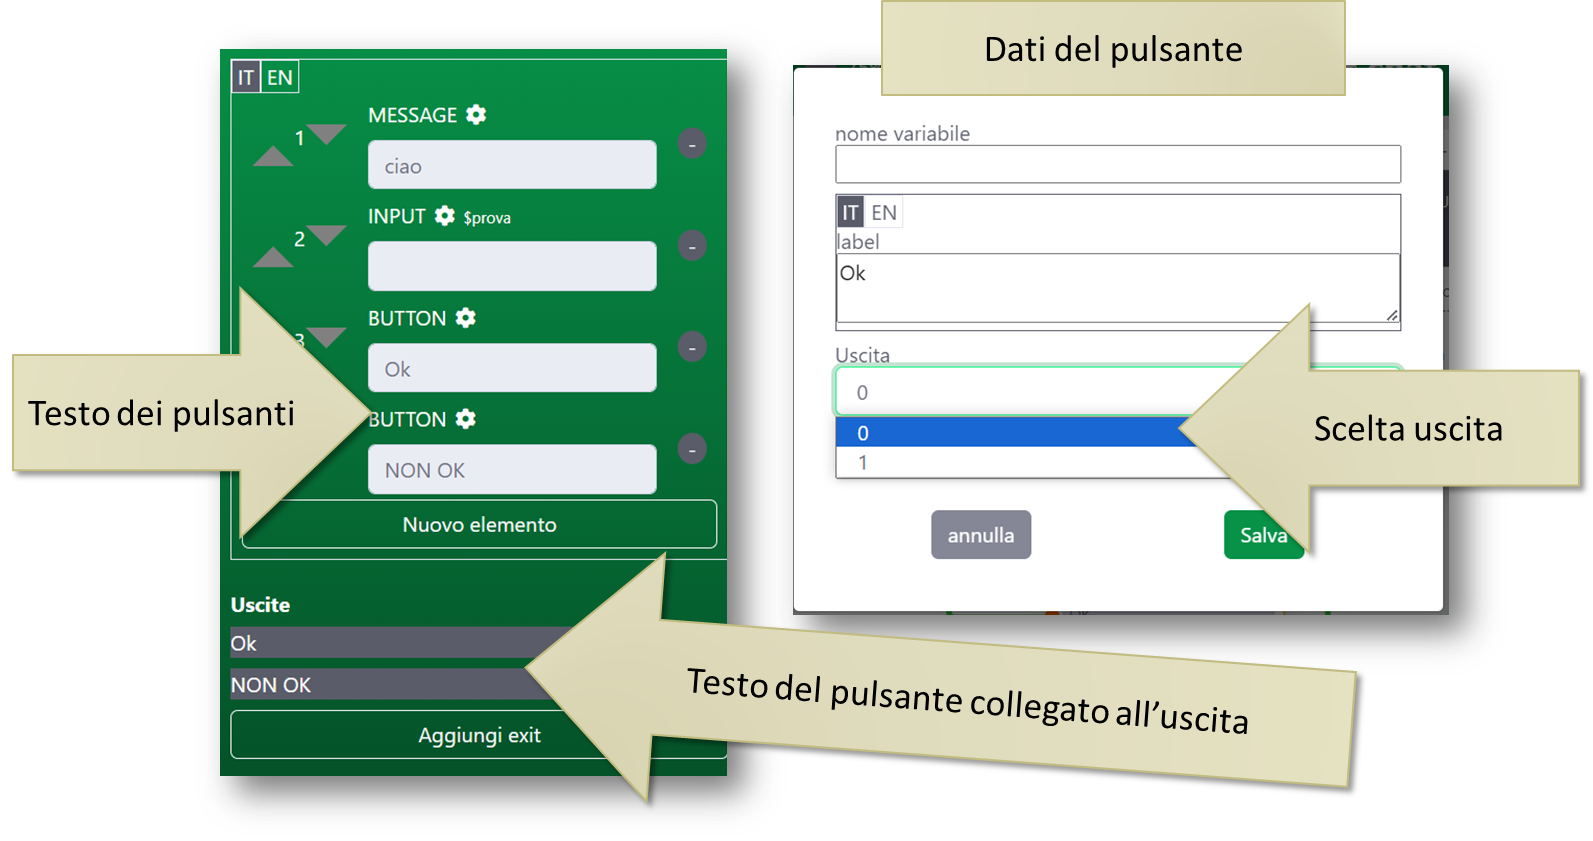 IT EN
MESSAGE
1
ciao
-
INPUT $prova
2
-
BUTTON
3
Ok
-
BUTTON
NON OK
-
Nuovo elemento
Uscite
Ok
NON OK
Aggiungi exit
Testo dei pulsanti
Testo del pulsante collegato all’uscita
Dati del pulsante
nome variabile
IT EN
label
Ok
Uscita
0
0
1
annulla
Salva
Scelta uscita